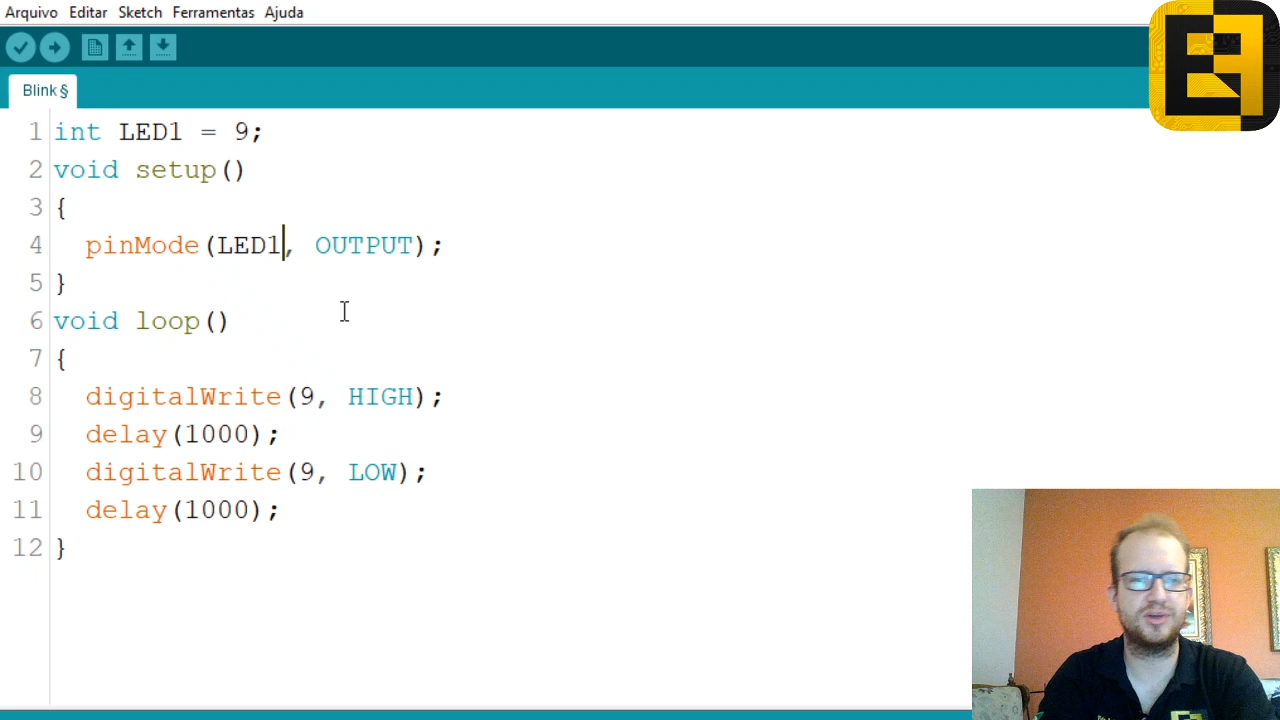 Arquivo Editar Sketch Ferramentas Ajuda
Blink §
1 int LED1 = 9;
2 void setup()
3 {
4 pinMode(LED1, OUTPUT);
5 }
6 void loop()
7 {
8 digitalWrite(9, HIGH);
9 delay(1000);
10 digitalWrite(9, LOW);
11 delay(1000);
12 }